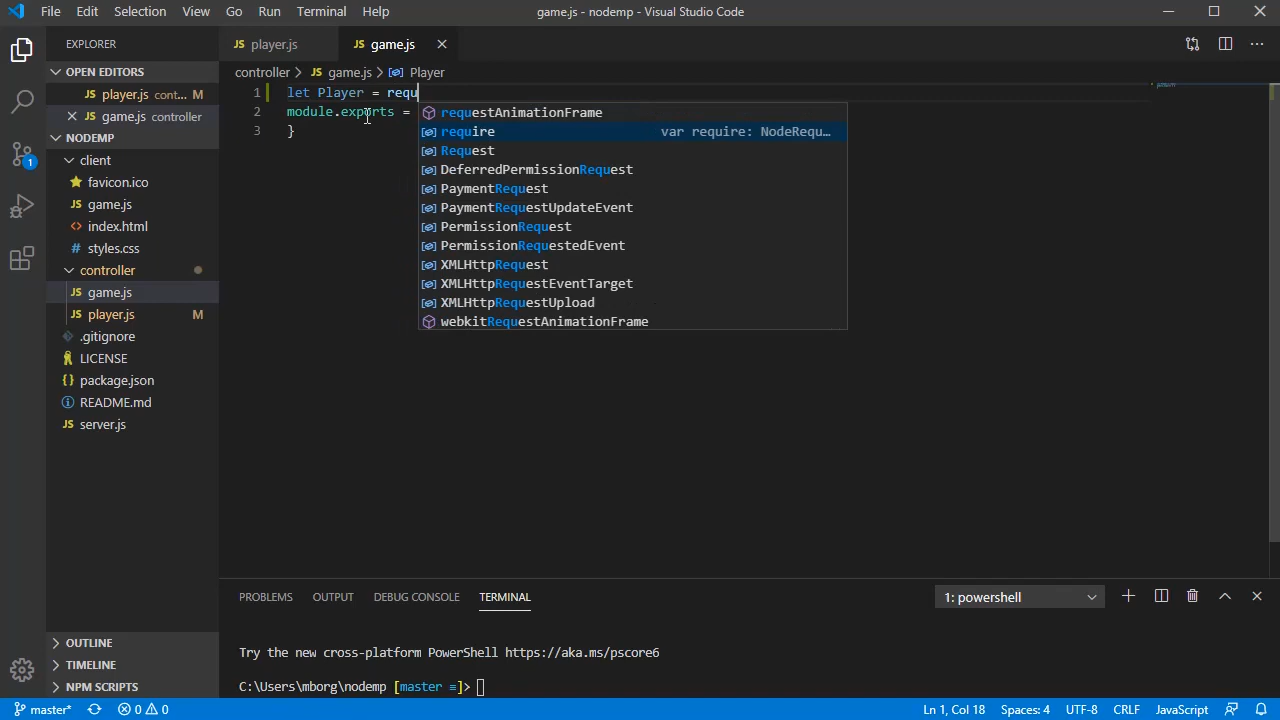 File Edit Selection View Go Run Terminal Help game.js - nodemp - Visual Studio Code
EXPLORER
OPEN EDITORS
player.js cont... M
game.js controller
NODEMP
client
favicon.ico
game.js
index.html
styles.css
controller
game.js
player.js M
.gitignore
LICENSE
package.json
README.md
server.js
OUTLINE
TIMELINE
NPM SCRIPTS
player.js game.js
controller > game.js > Player
1 let Player = requ
2 module.exports =
3 }
requestAnimationFrame
require var require: NodeRequ...
Request
DeferredPermissionRequest
PaymentRequest
PaymentRequestUpdateEvent
PermissionRequest
PermissionRequestedEvent
XMLHttpRequest
XMLHttpRequestEventTarget
XMLHttpRequestUpload
webkitRequestAnimationFrame
PROBLEMS OUTPUT DEBUG CONSOLE TERMINAL 1: powershell
Try the new cross-platform PowerShell https://aka.ms/pscore6
C:\Users\mborg\nodemp [master ≡]>
master* 0 0 Ln 1, Col 18 Spaces: 4 UTF-8 CRLF JavaScript